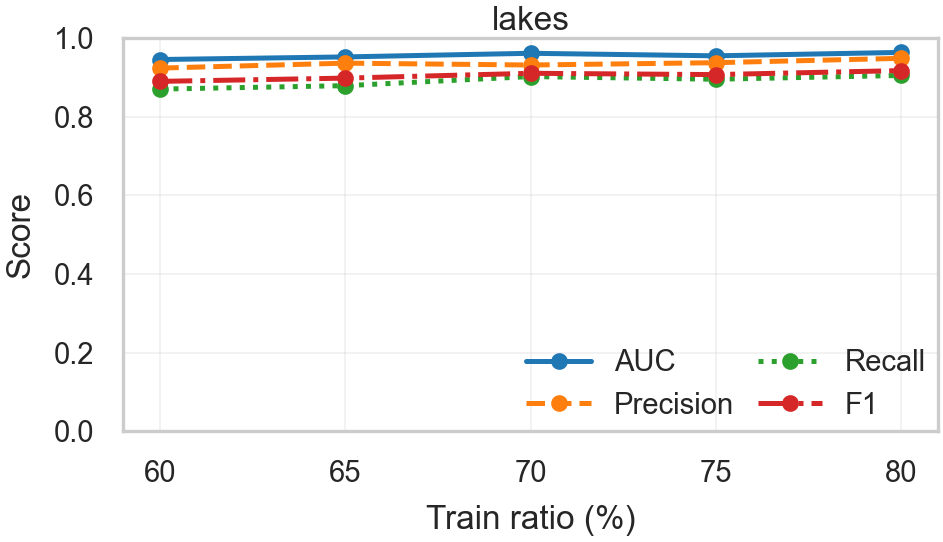 lakes
1.0
0.8
0.6
0.4
0.2
0.0
Score
AUC
Precision
Recall
F1
60 65 70 75 80
Train ratio (%)